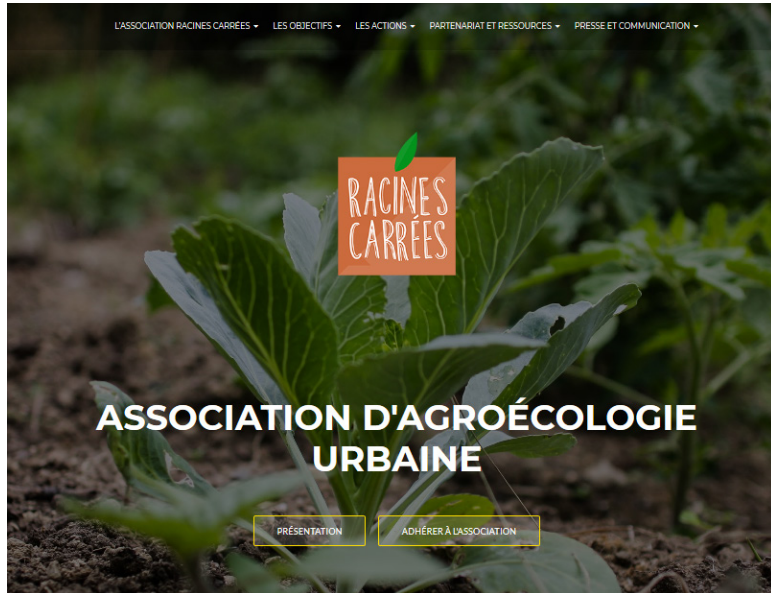 L'ASSOCIATION RACINES CARRÉES LES OBJECTIFS LES ACTIONS PARTENARIAT ET RESSOURCES PRESSE ET COMMUNICATION
RACINES
CARRÉES
ASSOCIATION D'AGROÉCOLOGIE
URBAINE
PRÉSENTATION ADHÉRER À L'ASSOCIATION